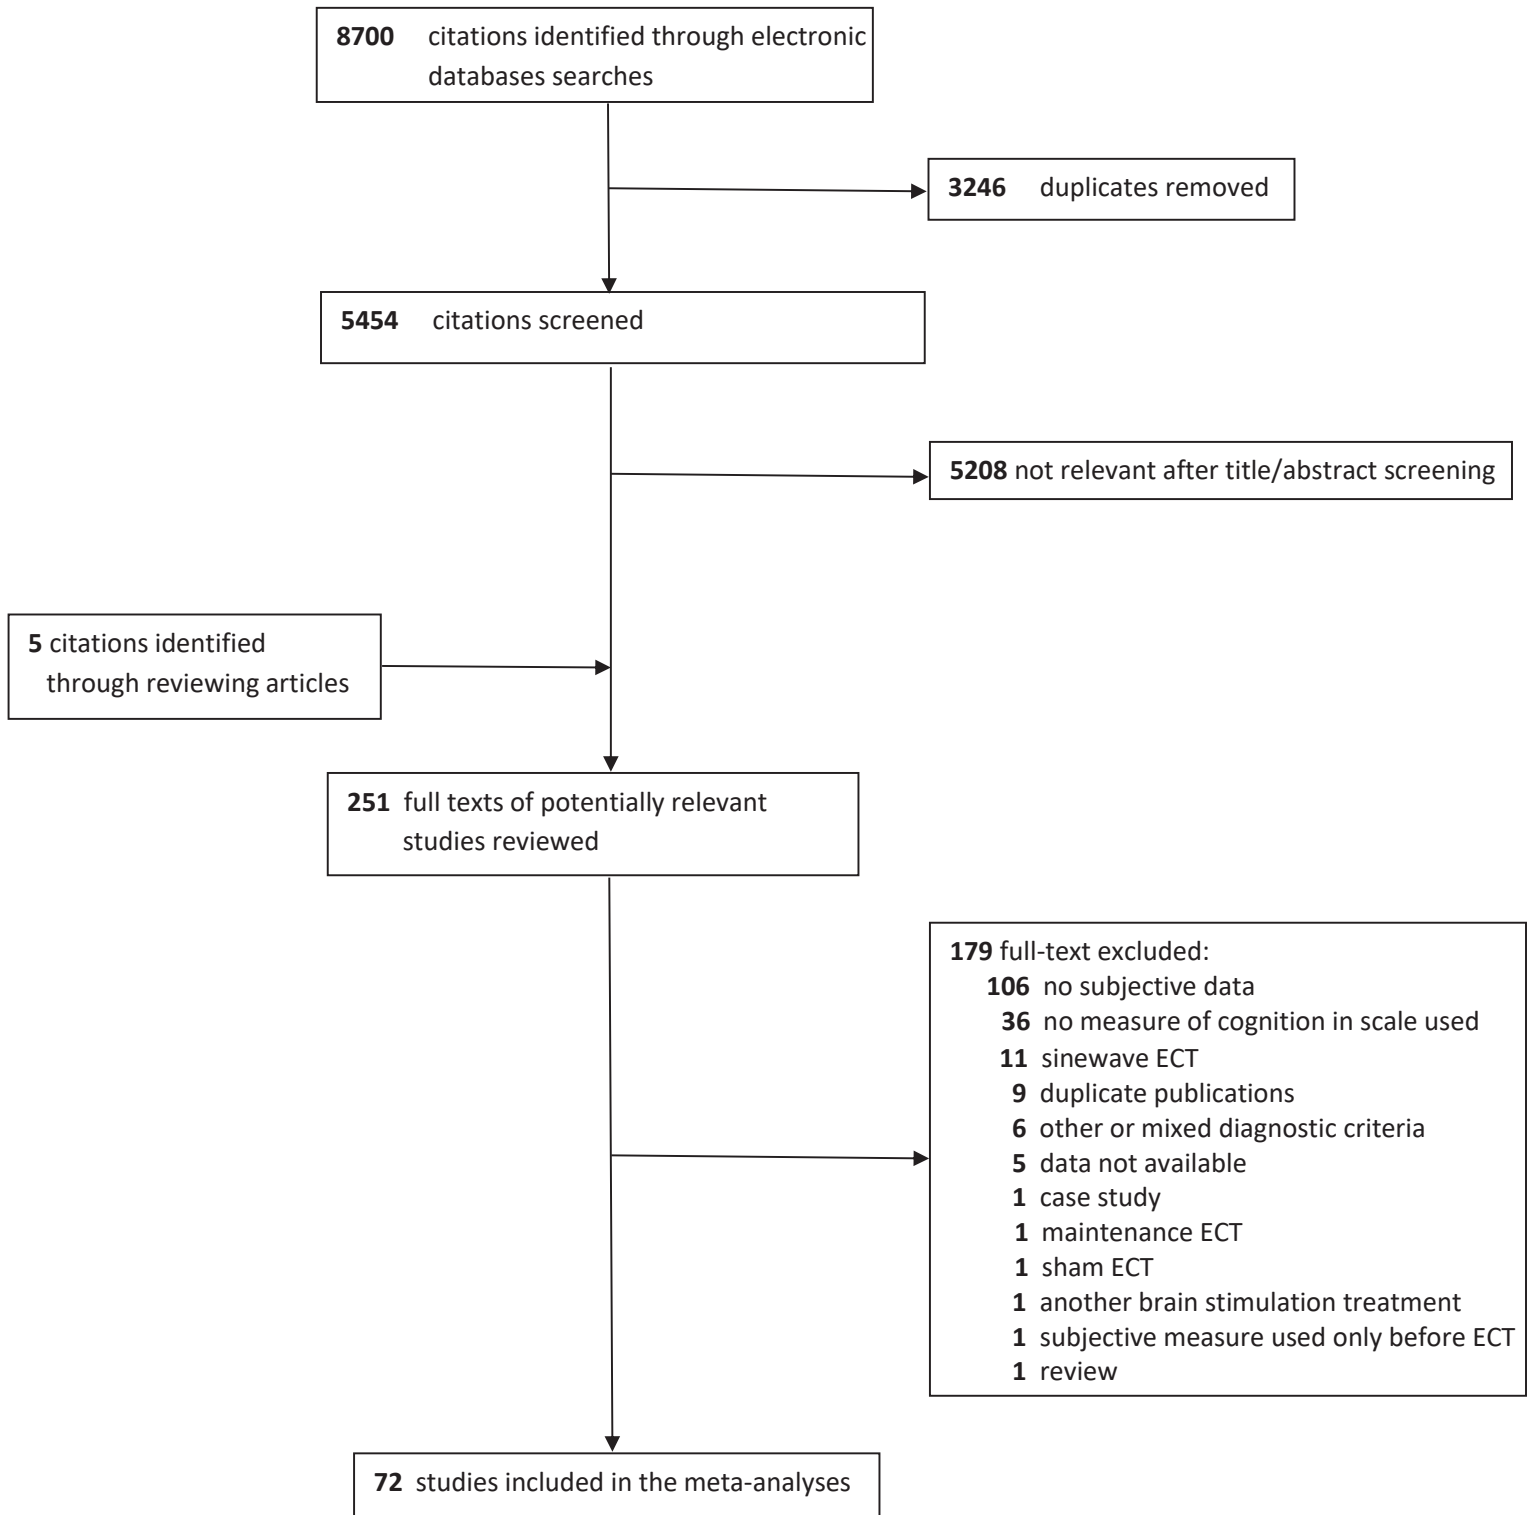 8700 citations identified through electronic
databases searches
3246 duplicates removed
5454 citations screened
5208 not relevant after title/abstract screening
5 citations identified
through reviewing articles
251 full texts of potentially relevant
studies reviewed
179 full-text excluded:
106 no subjective data
36 no measure of cognition in scale used
11 sinewave ECT
9 duplicate publications
6 other or mixed diagnostic criteria
5 data not available
1 case study
1 maintenance ECT
1 sham ECT
1 another brain stimulation treatment
1 subjective measure used only before ECT
1 review
72 studies included in the meta-analyses